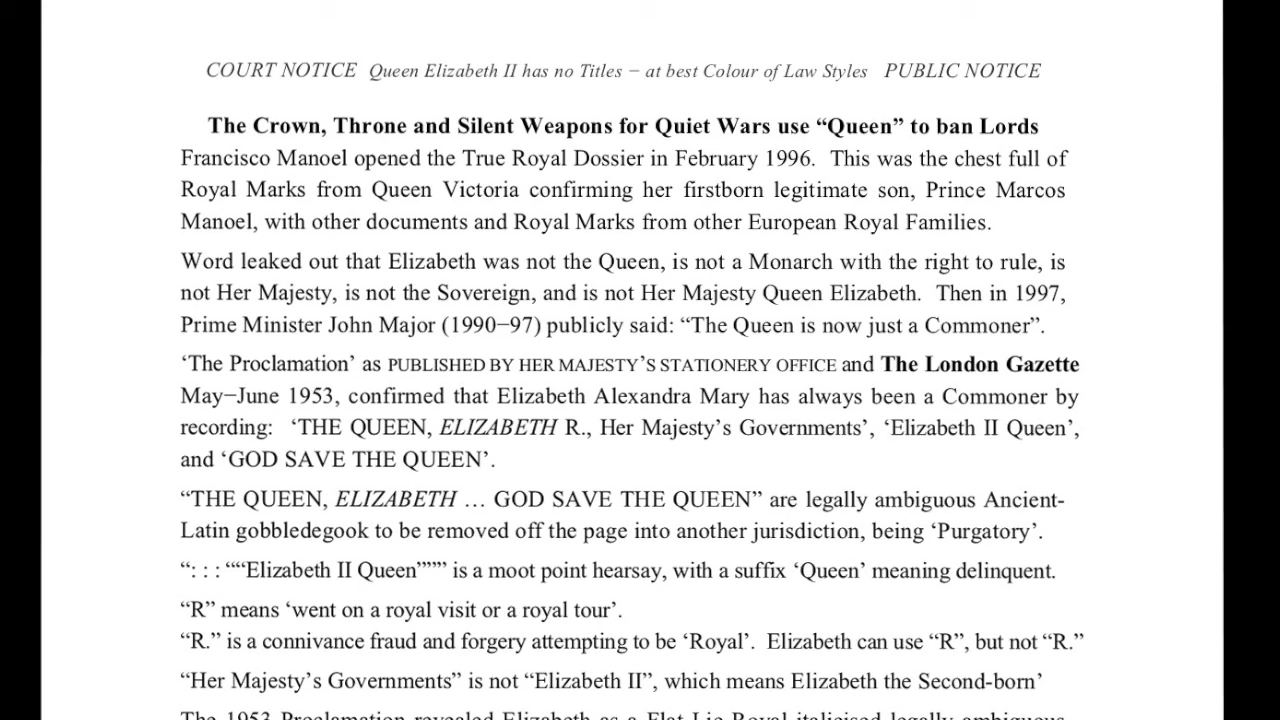 COURT NOTICE Queen Elizabeth II has no Titles – at best Colour of Law Styles PUBLIC NOTICE
The Crown, Throne and Silent Weapons for Quiet Wars use “Queen” to ban Lords
Francisco Manoel opened the True Royal Dossier in February 1996. This was the chest full of
Royal Marks from Queen Victoria confirming her firstborn legitimate son, Prince Marcos
Manoel, with other documents and Royal Marks from other European Royal Families.
Word leaked out that Elizabeth was not the Queen, is not a Monarch with the right to rule, is
not Her Majesty, is not the Sovereign, and is not Her Majesty Queen Elizabeth. Then in 1997,
Prime Minister John Major (1990–97) publicly said: “The Queen is now just a Commoner”.
‘The Proclamation’ as PUBLISHED BY HER MAJESTY’S STATIONERY OFFICE and The London Gazette
May–June 1953, confirmed that Elizabeth Alexandra Mary has always been a Commoner by
recording: ‘THE QUEEN, ELIZABETH R., Her Majesty’s Governments’, ‘Elizabeth II Queen’,
and ‘GOD SAVE THE QUEEN’.
“THE QUEEN, ELIZABETH … GOD SAVE THE QUEEN” are legally ambiguous Ancient-
Latin gobbledegook to be removed off the page into another jurisdiction, being ‘Purgatory’.
“: : : ““Elizabeth II Queen””” is a moot point hearsay, with a suffix ‘Queen’ meaning delinquent.
“R” means ‘went on a royal visit or a royal tour’.
“R.” is a connivance fraud and forgery attempting to be ‘Royal’. Elizabeth can use “R”, but not “R.”
“Her Majesty’s Governments” is not “Elizabeth II”, which means Elizabeth the Second-born’
The 1953 Proclamation revealed Elizabeth as a Flat Lie Royal italicised legally ambiguous